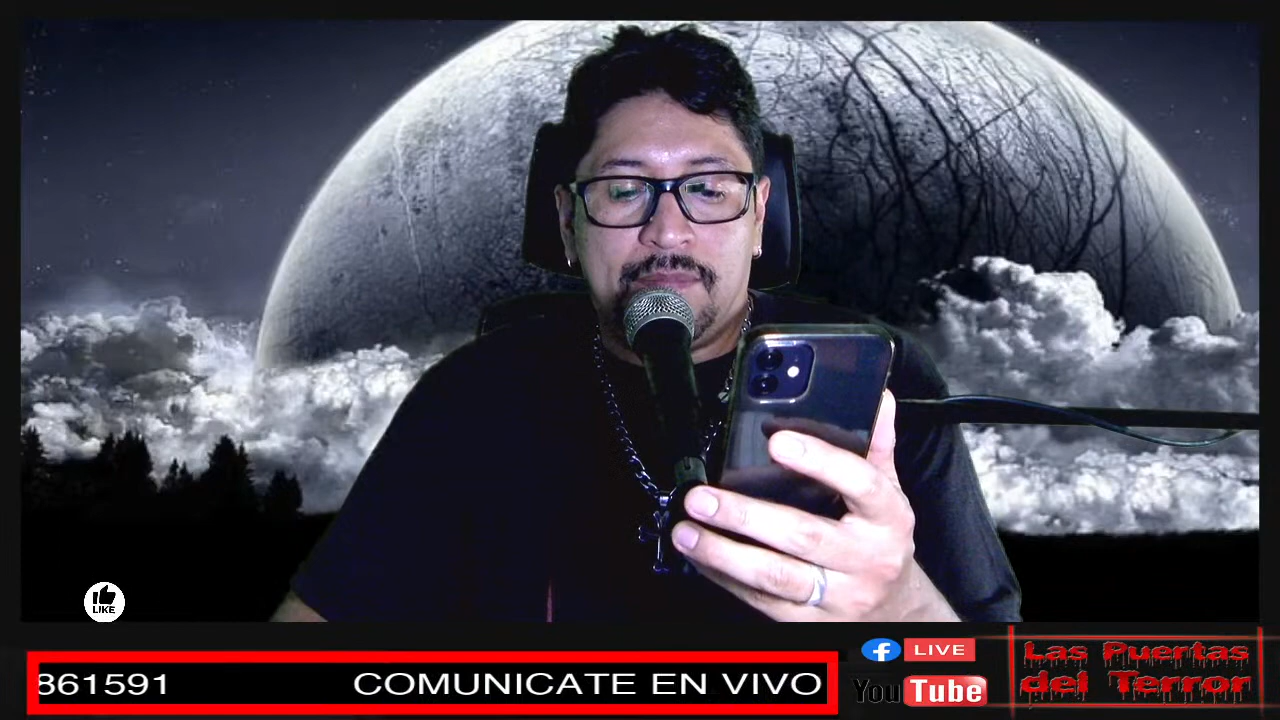 LIKE
861591 COMUNICATE EN VIVO
f LIVE
YouTube
Las Puertas
del Terror